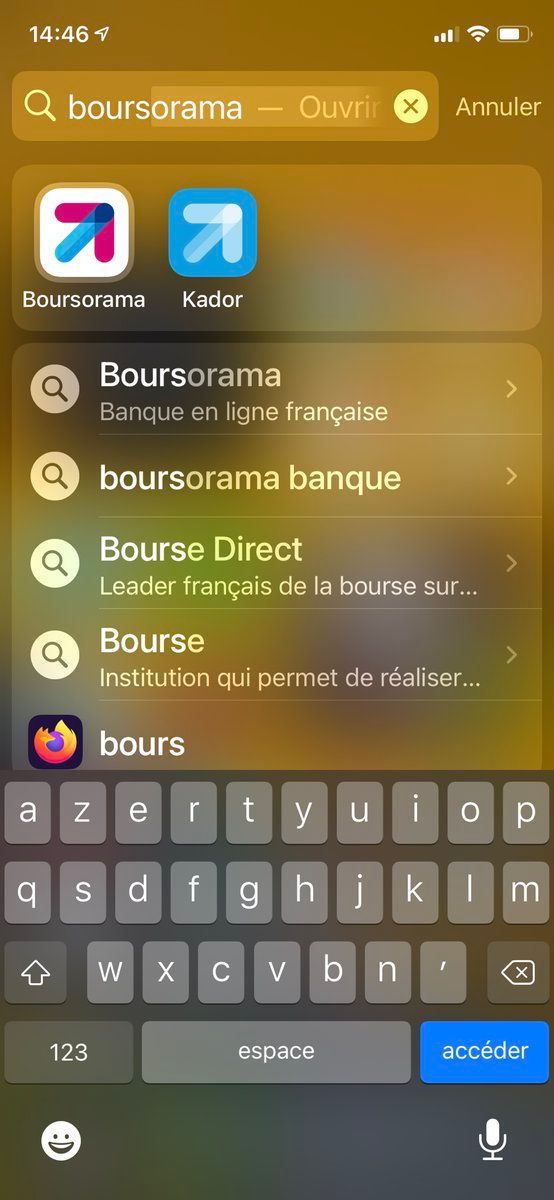 14:46
boursorama — Ouvrir
Annuler
Boursorama
Kador
Boursorama
Banque en ligne française
boursorama banque
Bourse Direct
Leader français de la bourse sur...
Bourse
Institution qui permet de réaliser...
bours
a z e r t y u i o p
q s d f g h j k l m
w x c v b n ’
123 espace accéder